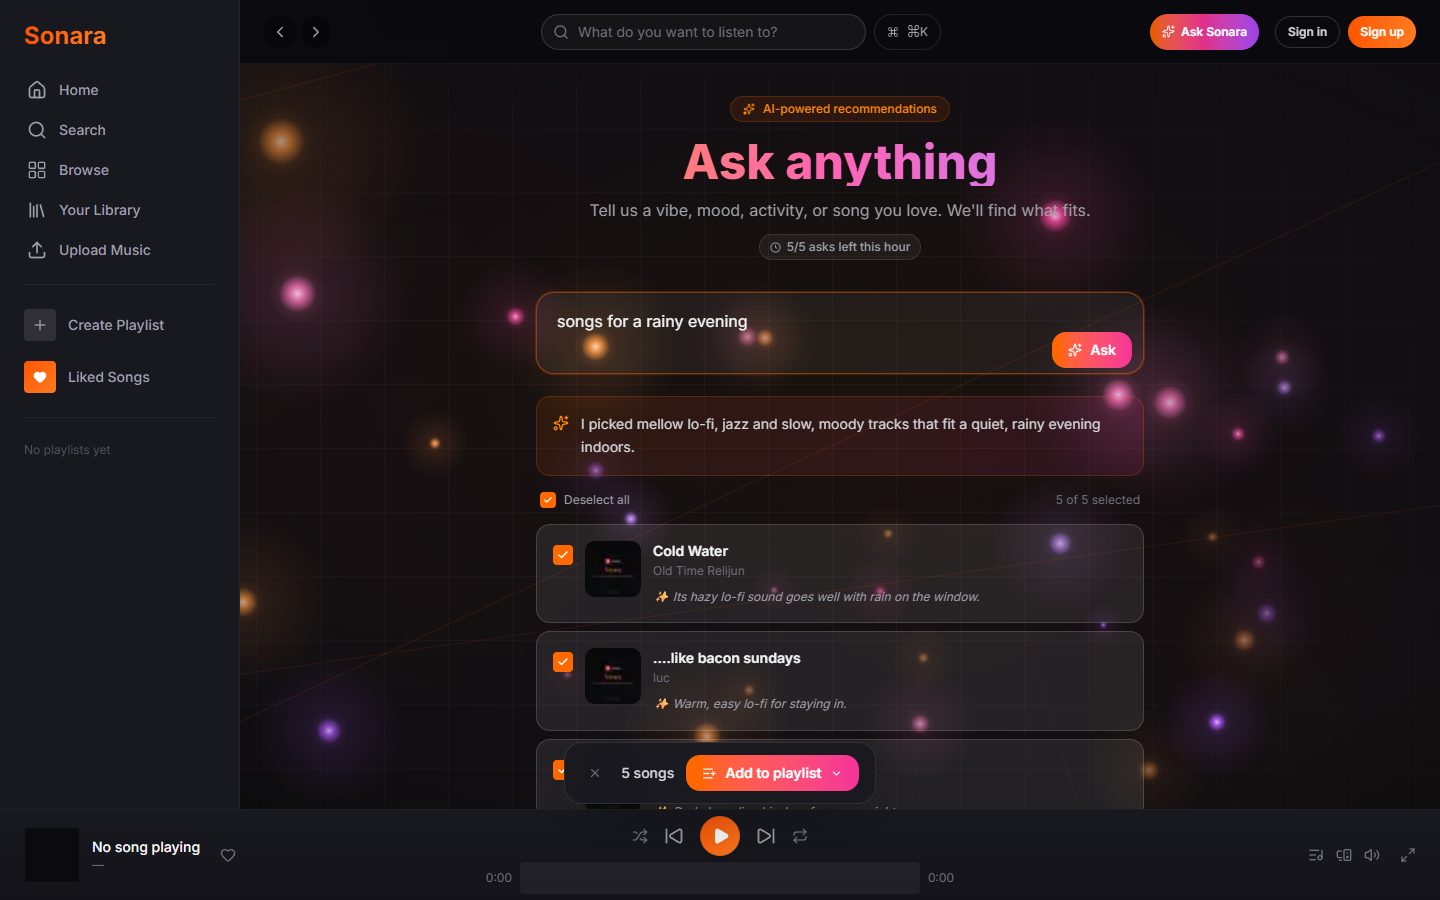 Sonara
What do you want to listen to?
⌘ ⌘K
Ask Sonara
Sign in
Sign up
Home
Search
Browse
Your Library
Upload Music
Create Playlist
Liked Songs
No playlists yet
AI-powered recommendations
Ask anything
Tell us a vibe, mood, activity, or song you love. We'll find what fits.
5/5 asks left this hour
songs for a rainy evening
Ask
I picked mellow lo-fi, jazz and slow, moody tracks that fit a quiet, rainy evening
indoors.
Deselect all
5 of 5 selected
Cold Water
Old Time Relijun
✨ Its hazy lo-fi sound goes well with rain on the window.
....like bacon sundays
luc
✨ Warm, easy lo-fi for staying in.
5 songs
Add to playlist
No song playing
—
0:00
0:00